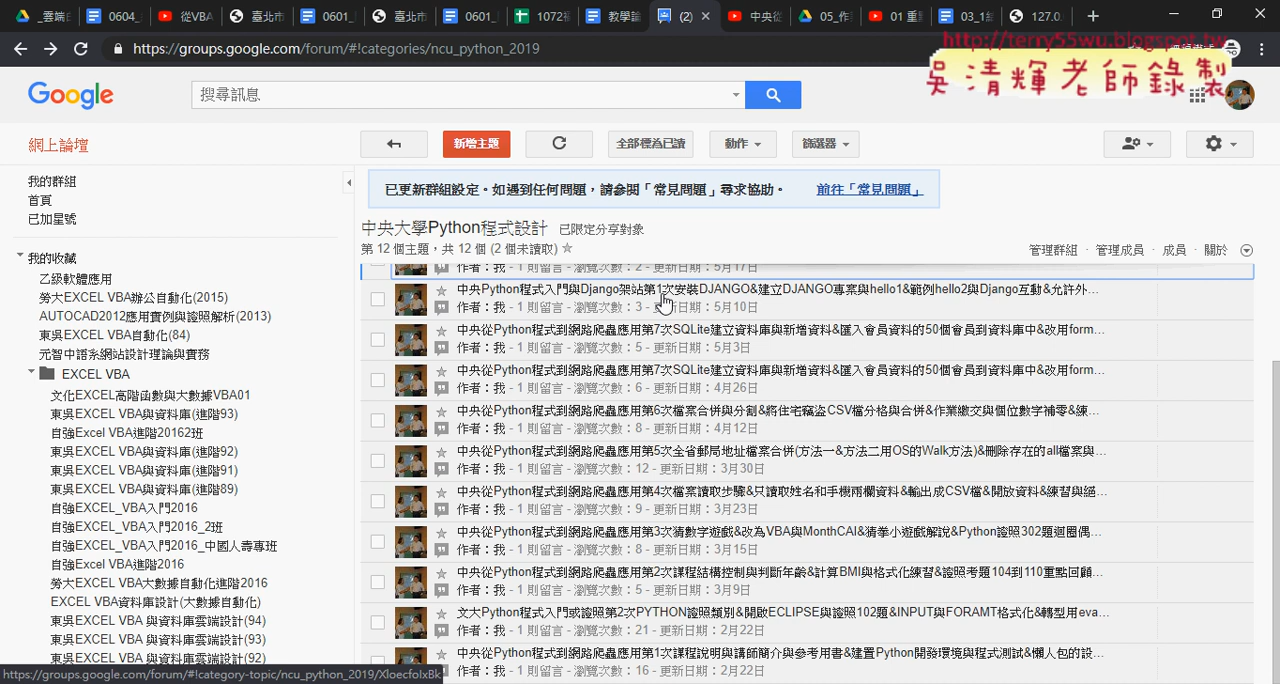 _雲端白
0604_
從VBA
臺北市
0601_
臺北市
0601_
1072褚
教學論
(2)
中央從
05_作
01 重
03_1約
127.0.
https://groups.google.com/forum/#!categories/ncu_python_2019
http://terry55wu.blogspot.tw
吳清輝老師錄製
Google
搜尋訊息
網上論壇
新增主題
全部標為已讀
動作
篩選器
我的群組
首頁
已加星號
已更新群組設定。如遇到任何問題，請參閱「常見問題」尋求協助。
前往「常見問題」
中央大學Python程式設計 已限定分享對象
第 12 個主題，共 12 個 (2 個未讀取)
管理群組 · 管理成員 · 成員 · 關於
我的收藏
乙級軟體應用
勞大EXCEL VBA辦公自動化(2015)
AUTOCAD2012應用實例與證照解析(2013)
東吳EXCEL VBA自動化(84)
元智中語系網站設計理論與實務
EXCEL VBA
文化EXCEL高階函數與大數據VBA01
東吳EXCEL VBA與資料庫(進階93)
自強Excel VBA進階20162班
東吳EXCEL VBA與資料庫(進階92)
東吳EXCEL VBA與資料庫(進階91)
東吳EXCEL VBA與資料庫(進階89)
自強EXCEL_VBA入門2016
自強EXCEL_VBA入門2016_2班
自強EXCEL_VBA入門2016_中國人壽專班
自強Excel VBA進階2016
勞大EXCEL VBA大數據自動化進階2016
EXCEL VBA資料庫設計(大數據自動化)
東吳EXCEL VBA 與資料庫雲端設計(94)
東吳EXCEL VBA 與資料庫雲端設計(93)
東吳EXCEL VBA 與資料庫雲端設計(92)
作者：我 - 1 則留言 - 瀏覽次數：2 - 更新日期：5月17日
中央Python程式入門與Django架站第1次安裝DJANGO&建立DJANGO專案與hello1&範例hello2與Django互動&允許外...
作者：我 - 1 則留言 - 瀏覽次數：3 - 更新日期：5月10日
中央從Python程式到網路爬蟲應用第7次SQLite建立資料庫與新增資料&匯入會員資料的50個會員到資料庫中&改用form...
作者：我 - 1 則留言 - 瀏覽次數：5 - 更新日期：5月3日
中央從Python程式到網路爬蟲應用第7次SQLite建立資料庫與新增資料&匯入會員資料的50個會員到資料庫中&改用form...
作者：我 - 1 則留言 - 瀏覽次數：6 - 更新日期：4月26日
中央從Python程式到網路爬蟲應用第6次檔案合併與分割&將住宅竊盜CSV檔分格與合併&作業繳交與個位數字補零&練...
作者：我 - 1 則留言 - 瀏覽次數：8 - 更新日期：4月12日
中央從Python程式到網路爬蟲應用第5次全省郵局地址檔案合併(方法一&方法二用OS的Walk方法)&刪除存在的all檔案與...
作者：我 - 1 則留言 - 瀏覽次數：12 - 更新日期：3月30日
中央從Python程式到網路爬蟲應用第4次檔案讀取步驟&只讀取姓名和手機兩欄資料&輸出成CSV檔&開放資料&練習與絕...
作者：我 - 1 則留言 - 瀏覽次數：9 - 更新日期：3月23日
中央從Python程式到網路爬蟲應用第3次猜數字遊戲&改為VBA與MonthCAl&猜拳小遊戲解說&Python證照302題迴圈偶...
作者：我 - 1 則留言 - 瀏覽次數：8 - 更新日期：3月15日
中央從Python程式到網路爬蟲應用第2次課程結構控制與判斷年齡&計算BMI與格式化練習&證照考題104到110重點回顧...
作者：我 - 1 則留言 - 瀏覽次數：5 - 更新日期：3月9日
文大Python程式入門或證照第2次PYTHON證照類別&開啟ECLIPSE與證照102題&INPUT與FORAMT格式化&轉型用eva...
作者：我 - 1 則留言 - 瀏覽次數：21 - 更新日期：2月22日
中央從Python程式到網路爬蟲應用第1次課程說明與講師簡介與參考用書&建置Python開發環境與程式測試&懶人包的設...
作者：我 - 1 則留言 - 瀏覽次數：16 - 更新日期：2月22日
https://groups.google.com/forum/#!category-topic/ncu_python_2019/XloecfoIxBk